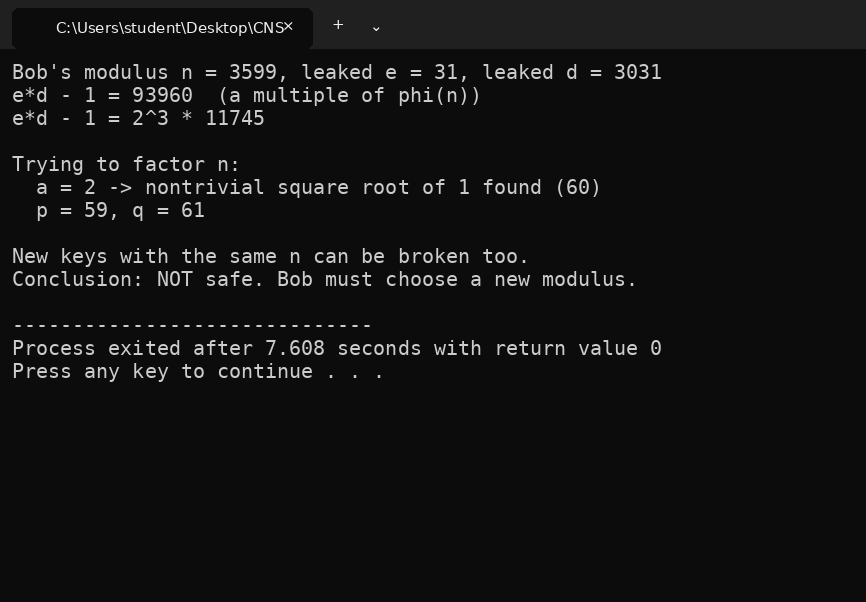 C:\Users\student\Desktop\CNS
Bob's modulus n = 3599, leaked e = 31, leaked d = 3031
e*d - 1 = 93960  (a multiple of phi(n))
e*d - 1 = 2^3 * 11745
Trying to factor n:
  a = 2 -> nontrivial square root of 1 found (60)
  p = 59, q = 61
New keys with the same n can be broken too.
Conclusion: NOT safe. Bob must choose a new modulus.
------------------------------
Process exited after 7.608 seconds with return value 0
Press any key to continue . . .